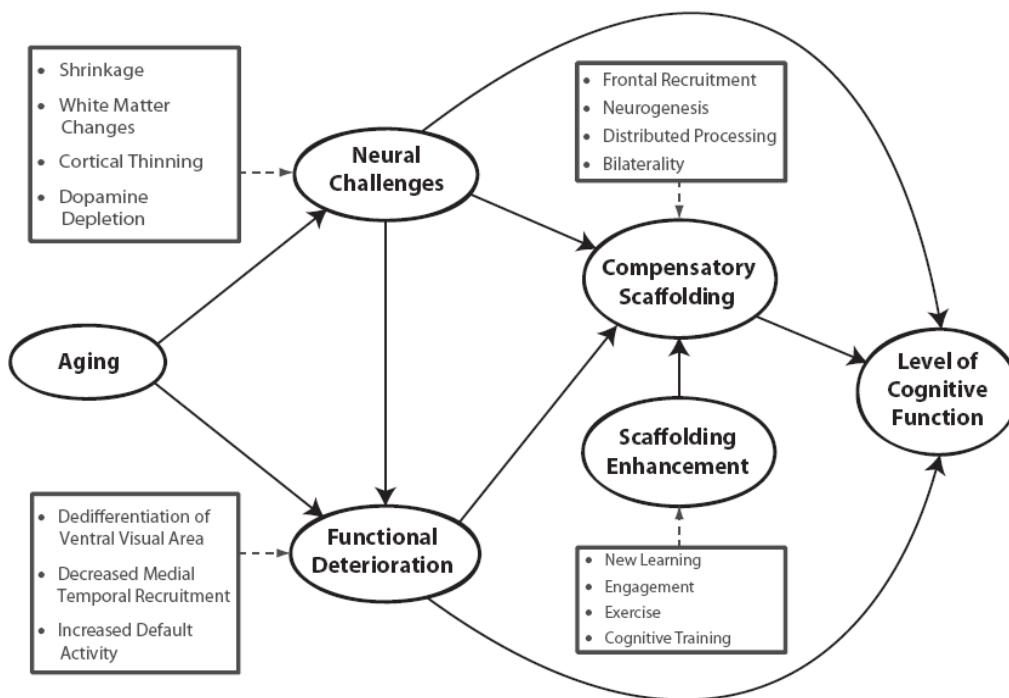 • Shrinkage
• White Matter
Changes
• Cortical Thinning
• Dopamine
Depletion
Neural
Challenges
• Frontal Recruitment
• Neurogenesis
• Distributed Processing
• Bilaterality
Compensatory
Scaffolding
Aging
Level of
Cognitive
Function
Scaffolding
Enhancement
• Dedifferentiation of
Ventral Visual Area
• Decreased Medial
Temporal Recruitment
• Increased Default
Activity
Functional
Deterioration
• New Learning
• Engagement
• Exercise
• Cognitive Training